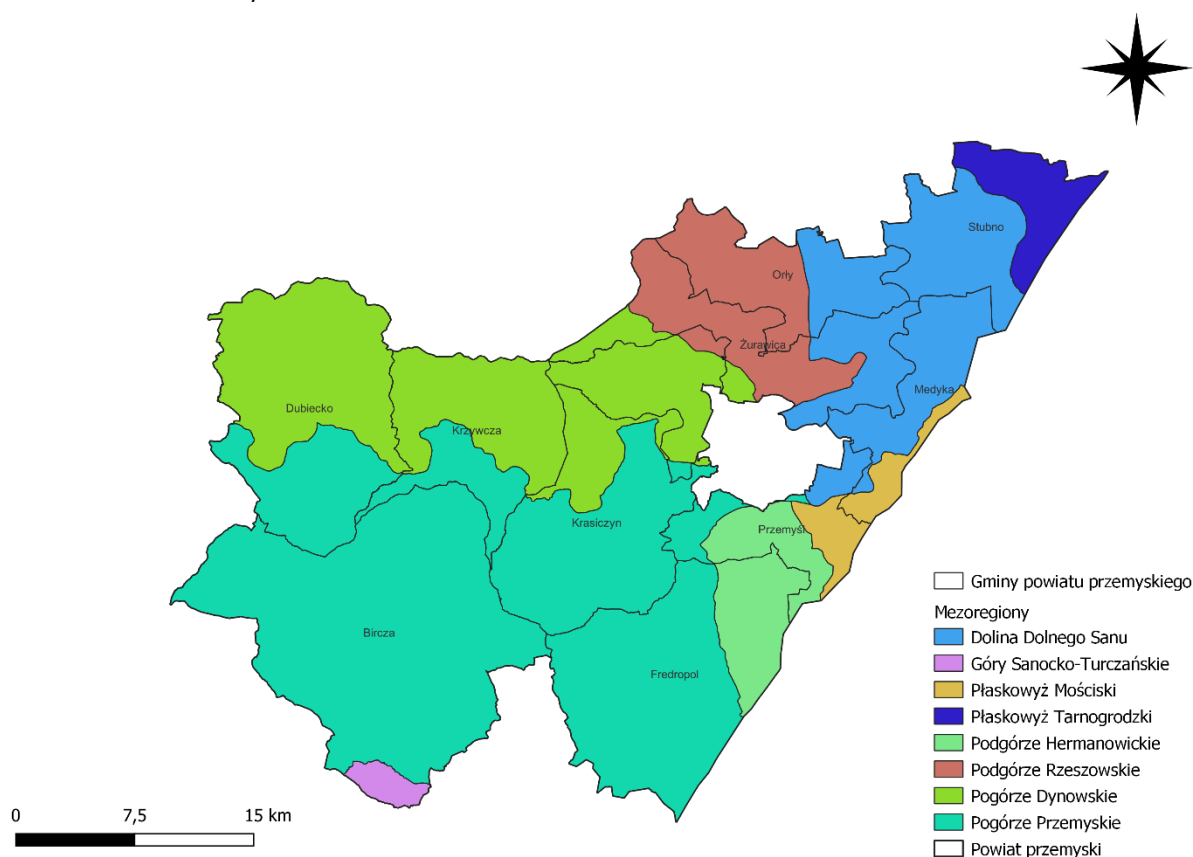 Stubno
Orły
Żurawica
Medyka
Dubiecko
Krzywcza
Krasiczyn
Przemyśl
Bircza
Fredropol
Gminy powiatu przemyskiego
Mezoregiony
Dolina Dolnego Sanu
Góry Sanocko-Turczańskie
Płaskowyż Mościski
Płaskowyż Tarnogrodzki
Podgórze Hermanowickie
Podgórze Rzeszowskie
Pogórze Dynowskie
Pogórze Przemyskie
Powiat przemyski
0 7,5 15 km